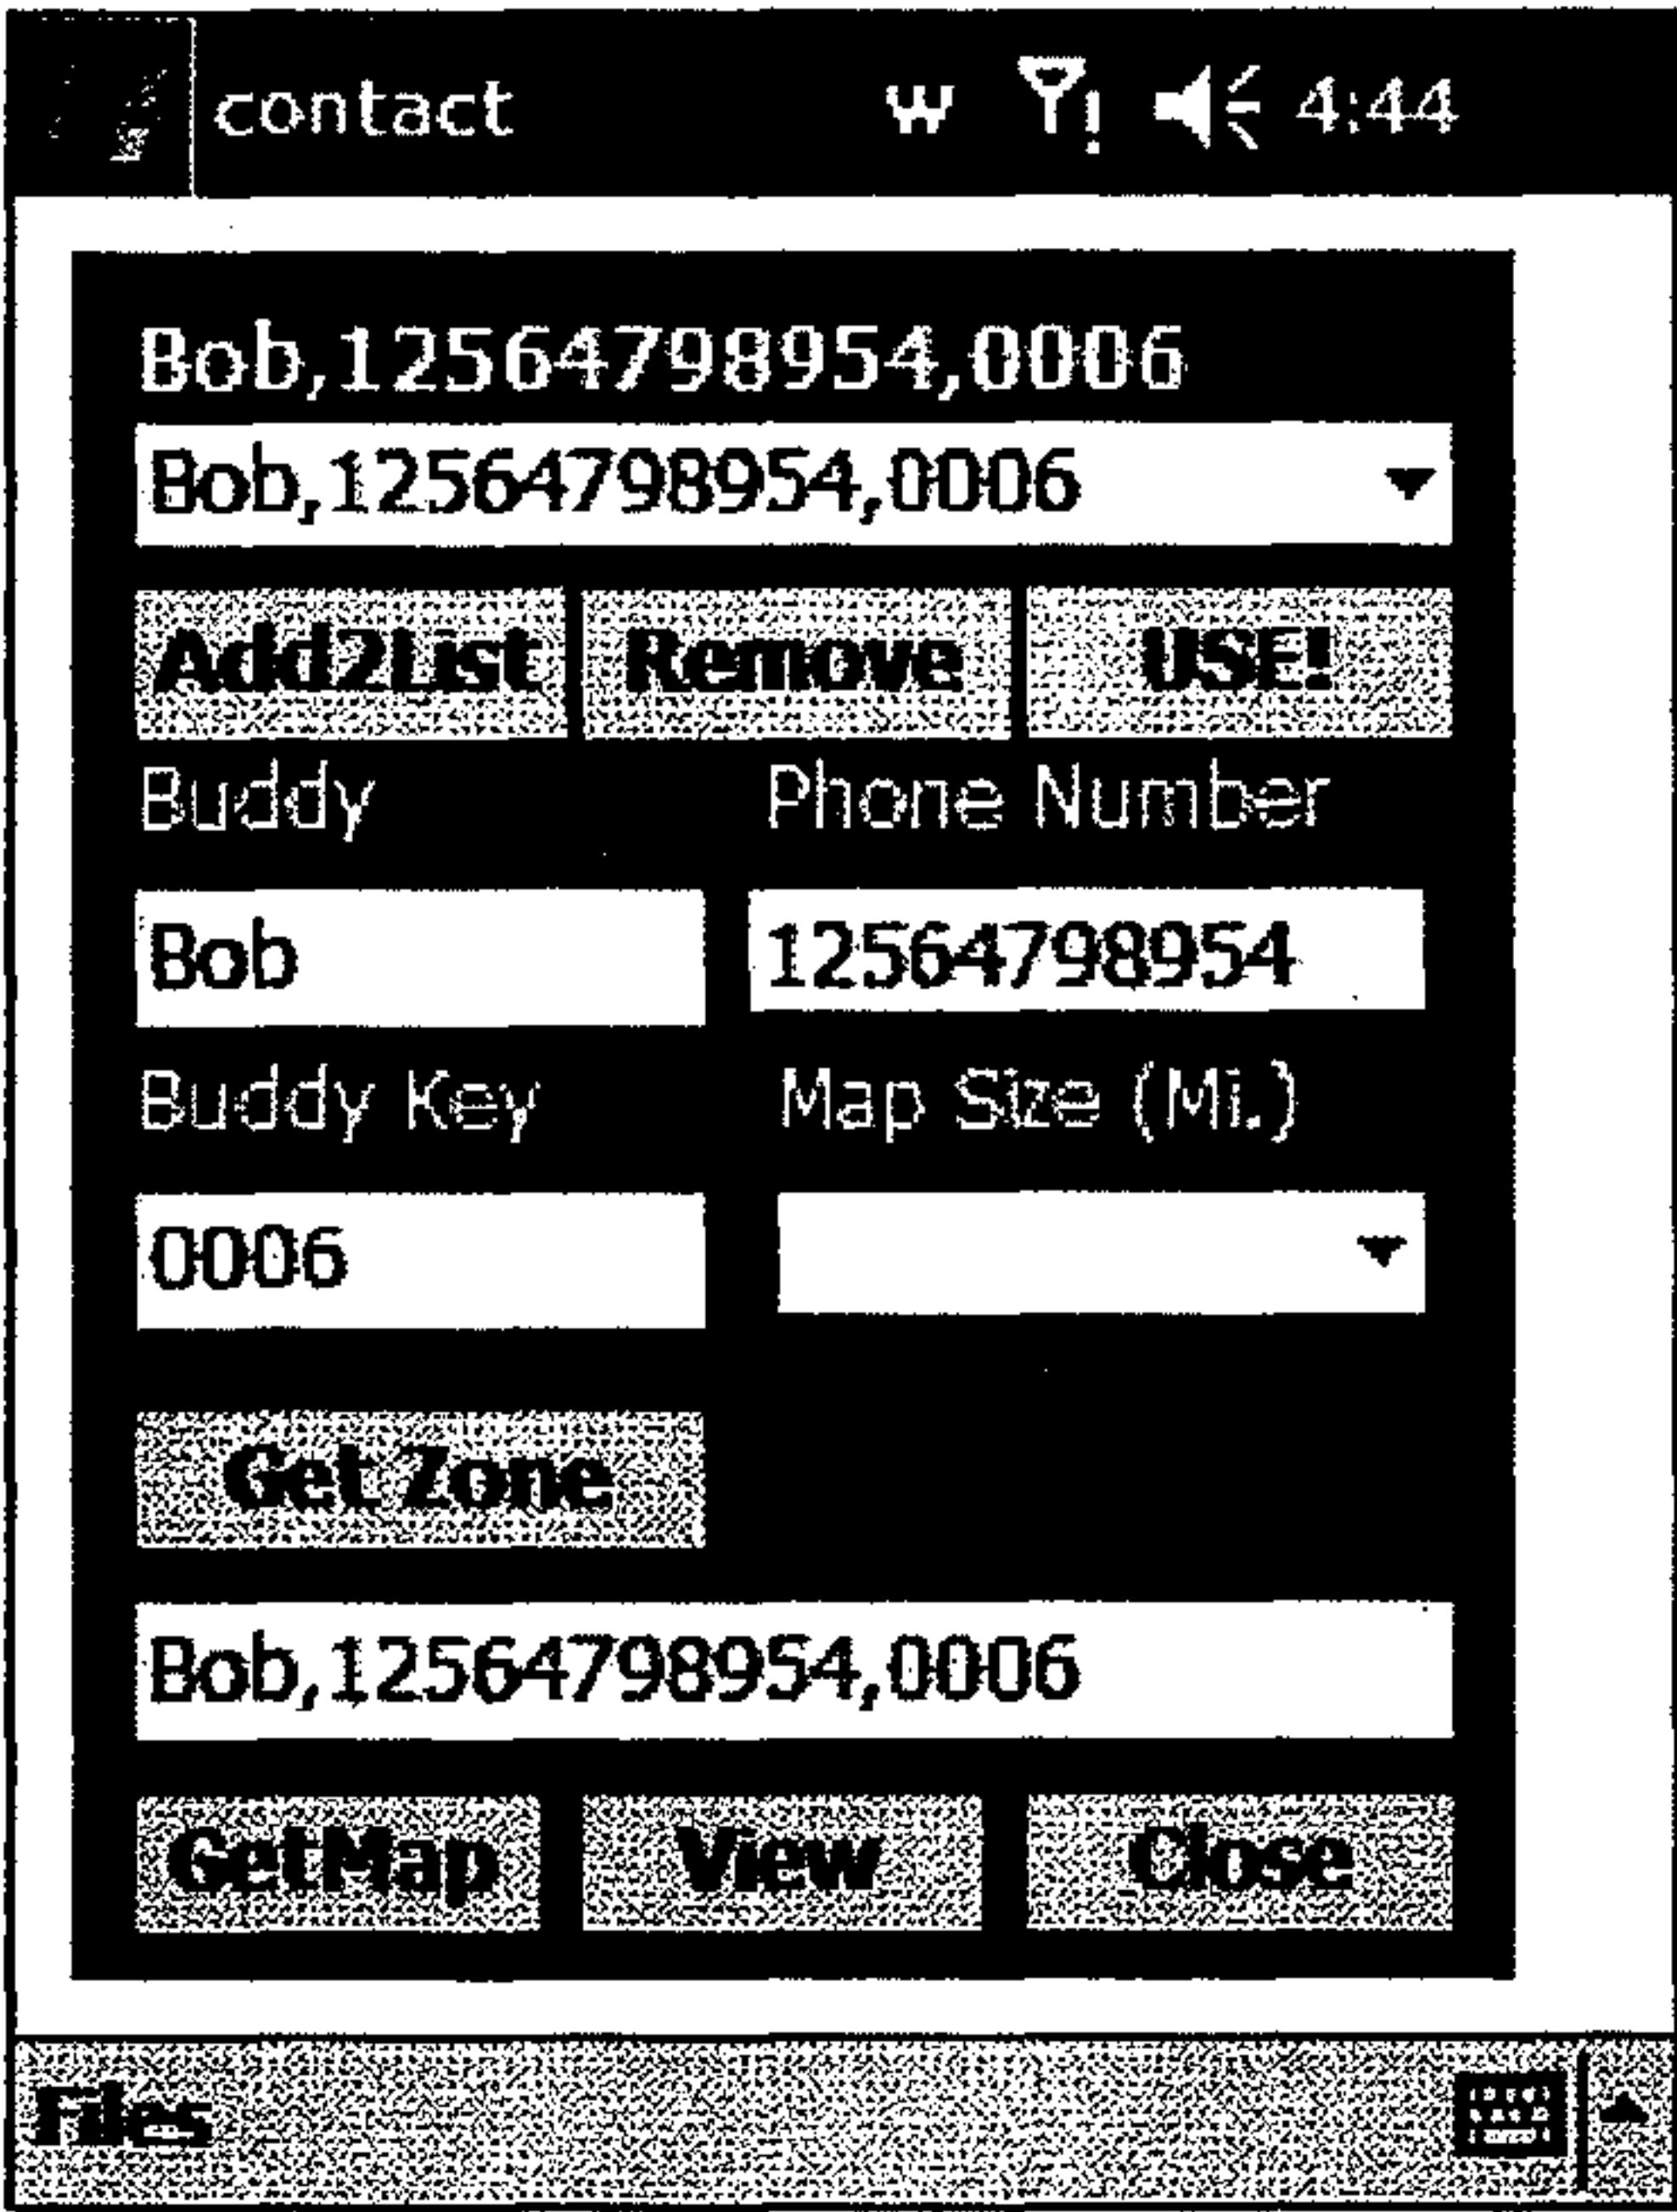 contact 4:44
Bob,12564798954,0006
Bob,12564798954,0006
Add2List Remove USE!
Buddy Phone Number
Bob 12564798954
Buddy Key Map Size (Mi.)
0006
Get Zone
Bob,12564798954,0006
GetMap View Close
Files